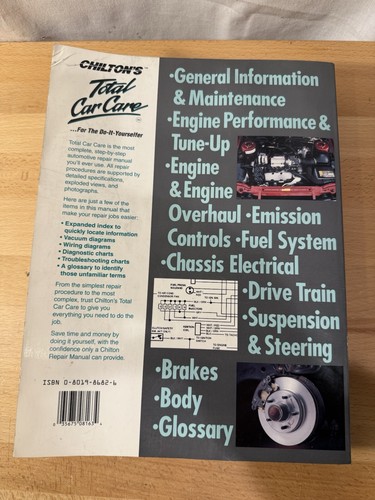 CHILTON'S
Total
Car Care
...For The Do-It-Yourselfer
Total Car Care is the most
complete, step-by-step
automotive repair manual
you'll ever use. All repair
procedures are supported by
detailed specifications,
exploded views, and
photographs.
Here are just a few of the
items in this manual that
make your repair jobs easier:
• Expanded index to
quickly locate information
• Vacuum diagrams
• Wiring diagrams
• Diagnostic charts
• Troubleshooting charts
• A glossary to identify
those unfamiliar terms
From the simplest repair
procedure to the most
complex, trust Chilton's Total
Car Care to give you
everything you need to do the
job.
Save time and money by
doing it yourself, with the
confidence only a Chilton
Repair Manual can provide.
ISBN 0-8019-8682-6
•General Information
& Maintenance
•Engine Performance &
Tune-Up
•Engine
& Engine
Overhaul •Emission
Controls •Fuel System
•Chassis Electrical
•Drive Train
•Suspension
& Steering
•Brakes
•Body
•Glossary